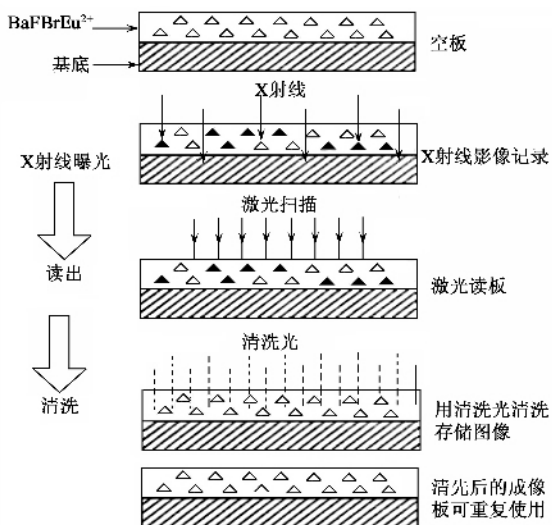 BaFBrEu²⁺
空板
基底
X射线
X射线曝光
X射线影像记录
激光扫描
读出
激光读板
清洗光
清洗
用清洗光清洗
存储图像
清先后的成像
板可重复使用